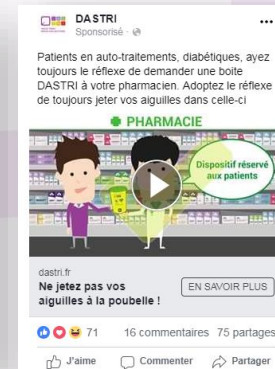 DASTRI
Sponsorisé ·
Patients en auto-traitements, diabétiques, ayez
toujours le réflexe de demander une boite
DASTRI à votre pharmacien. Adoptez le réflexe
de toujours jeter vos aiguilles dans celle-ci
PHARMACIE
Dispositif réservé
aux patients
dastri.fr
Ne jetez pas vos
aiguilles à la poubelle !
EN SAVOIR PLUS
71 16 commentaires 75 partages
J'aime Commenter Partager